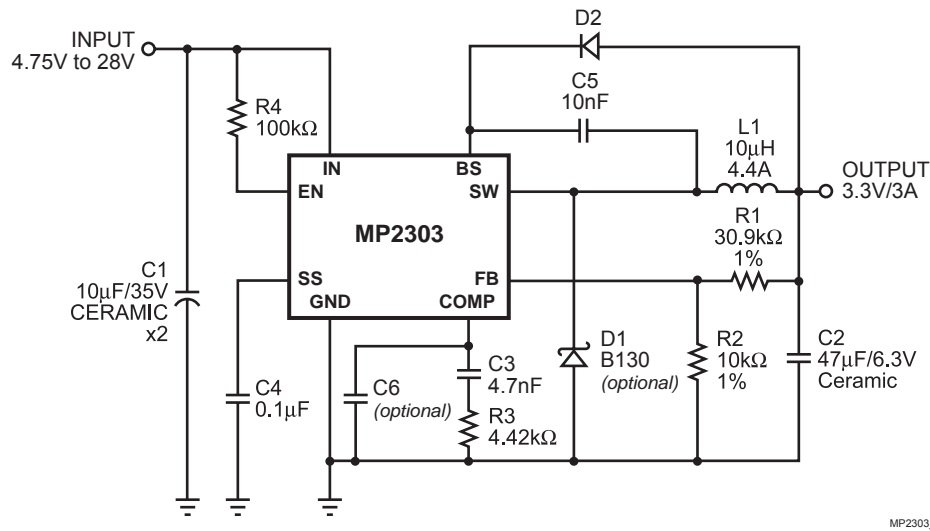 INPUT
4.75V to 28V
D2
C5
10nF
R4
100kΩ
L1
10µH
4.4A
OUTPUT
3.3V/3A
IN
BS
EN
SW
MP2303
R1
30.9kΩ
1%
SS
FB
GND
COMP
C1
10µF/35V
CERAMIC
x2
C4
0.1µF
C6
(optional)
C3
4.7nF
R3
4.42kΩ
D1
B130
(optional)
R2
10kΩ
1%
C2
47µF/6.3V
Ceramic
MP2303_